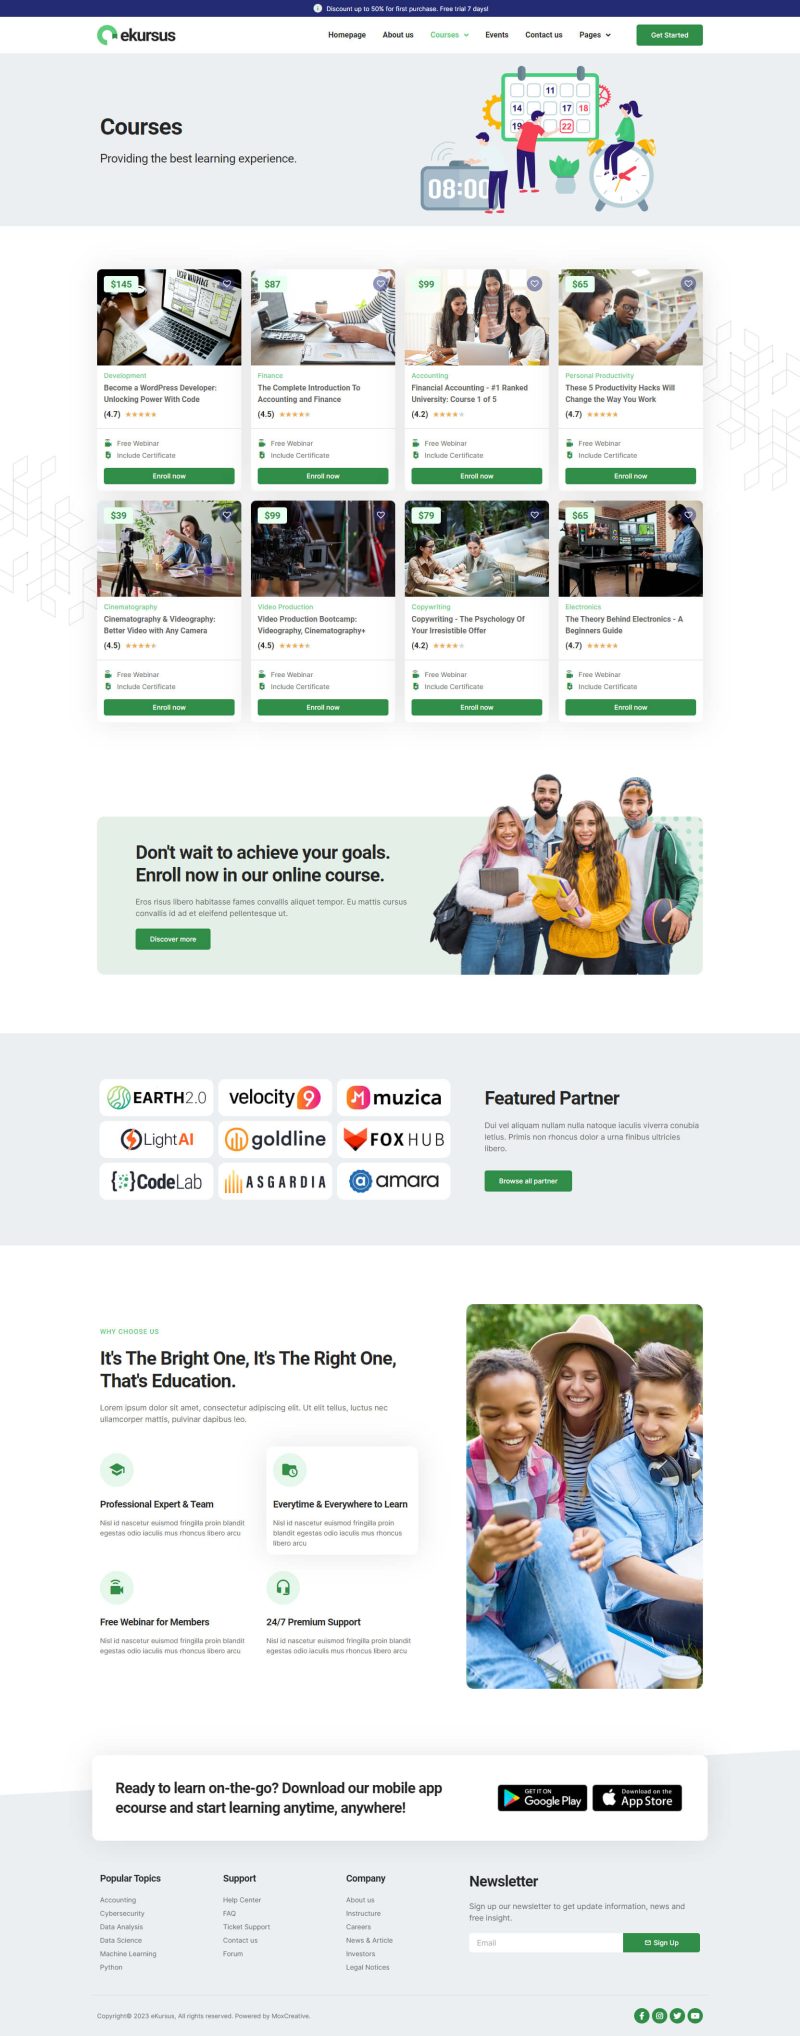 Discount up to 50% for first purchase. Free trial 7 days!
ekursus
Homepage About us Courses Events Contact us Pages Get Started
Courses
Providing the best learning experience.
11
14 17 18
19 22
08:00
$145
Development
Become a WordPress Developer:
Unlocking Power With Code
(4.7)
Free Webinar
Include Certificate
Enroll now
$87
Finance
The Complete Introduction To
Accounting and Finance
(4.5)
Free Webinar
Include Certificate
Enroll now
$99
Accounting
Financial Accounting - #1 Ranked
University: Course 1 of 5
(4.2)
Free Webinar
Include Certificate
Enroll now
$65
Personal Productivity
These 5 Productivity Hacks Will
Change the Way You Work
(4.7)
Free Webinar
Include Certificate
Enroll now
$39
Cinematography
Cinematography & Videography:
Better Video with Any Camera
(4.5)
Free Webinar
Include Certificate
Enroll now
$99
Video Production
Video Production Bootcamp:
Videography, Cinematography+
(4.5)
Free Webinar
Include Certificate
Enroll now
$79
Copywriting
Copywriting - The Psychology Of
Your Irresistible Offer
(4.2)
Free Webinar
Include Certificate
Enroll now
$65
Electronics
The Theory Behind Electronics - A
Beginners Guide
(4.7)
Free Webinar
Include Certificate
Enroll now
Don't wait to achieve your goals.
Enroll now in our online course.
Eros risus libero habitasse fames convallis aliquet tempor. Eu mattis cursus
convallis id ad et eleifend pellentesque ut.
Discover more
EARTH2.0 velocity 9 muzica
LightAI goldline FOXHUB
{:}CodeLab ASGARDIA amara
Featured Partner
Dui vel aliquam nullam nulla natoque iaculis viverra conubia
letius. Primis non rhoncus dolor a urna finibus ultricies
libero.
Browse all partner
WHY CHOOSE US
It's The Bright One, It's The Right One,
That's Education.
Lorem ipsum dolor sit amet, consectetur adipiscing elit. Ut elit tellus, luctus nec
ullamcorper mattis, pulvinar dapibus leo.
Professional Expert & Team
Nisl id nascetur euismod fringilla proin blandit
egestas odio iaculis mus rhoncus libero arcu
Everytime & Everywhere to Learn
Nisl id nascetur euismod fringilla proin
blandit egestas odio iaculis mus rhoncus
libero arcu
Free Webinar for Members
Nisl id nascetur euismod fringilla proin blandit
egestas odio iaculis mus rhoncus libero arcu
24/7 Premium Support
Nisl id nascetur euismod fringilla proin blandit
egestas odio iaculis mus rhoncus libero arcu
Ready to learn on-the-go? Download our mobile app
ecourse and start learning anytime, anywhere!
GET IT ON
Google Play
Download on the
App Store
Popular Topics
Accounting
Cybersecurity
Data Analysis
Data Science
Machine Learning
Python
Support
Help Center
FAQ
Ticket Support
Contact us
Forum
Company
About us
Instructure
Careers
News & Article
Investors
Legal Notices
Newsletter
Sign up our newsletter to get update information, news and
free insight.
Email
Sign Up
Copyright© 2023 eKursus, All rights reserved. Powered by MoxCreative.